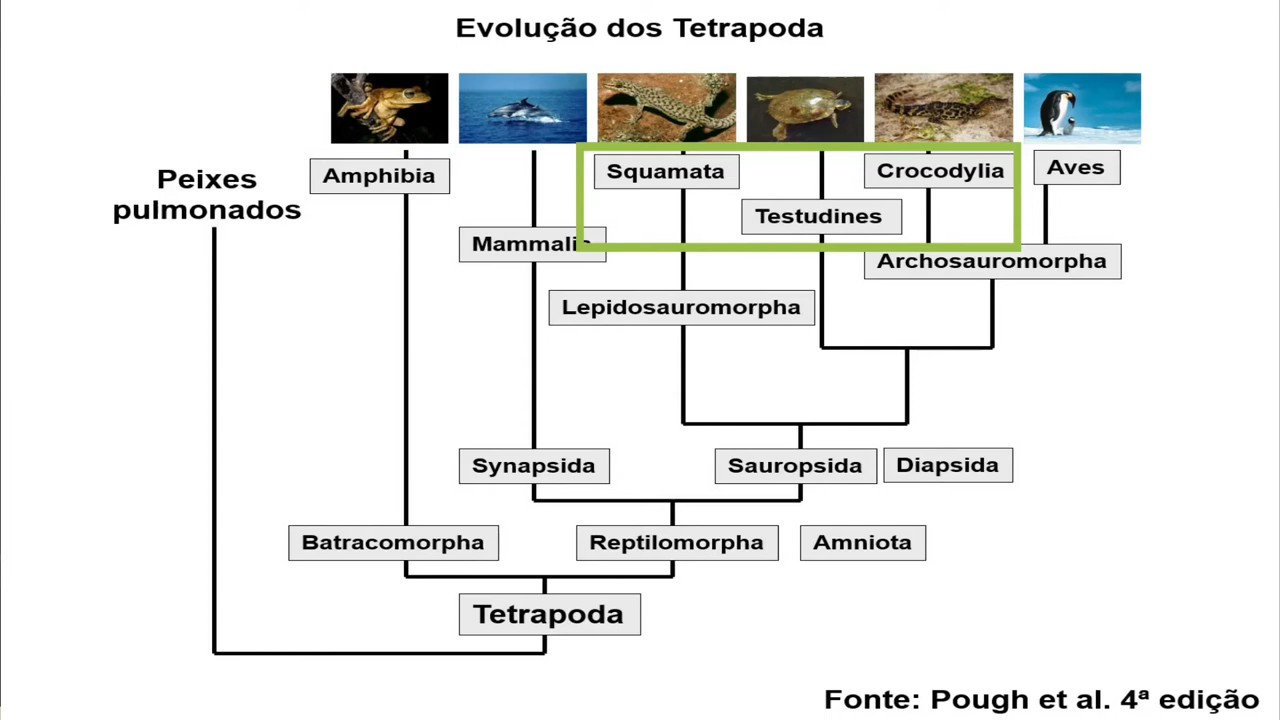 Evolução dos Tetrapoda
Peixes
pulmonados
Amphibia
Squamata
Crocodylia
Aves
Testudines
Mammalia
Archosauromorpha
Lepidosauromorpha
Synapsida
Sauropsida
Diapsida
Batracomorpha
Reptilomorpha
Amniota
Tetrapoda
Fonte: Pough et al. 4ª edição